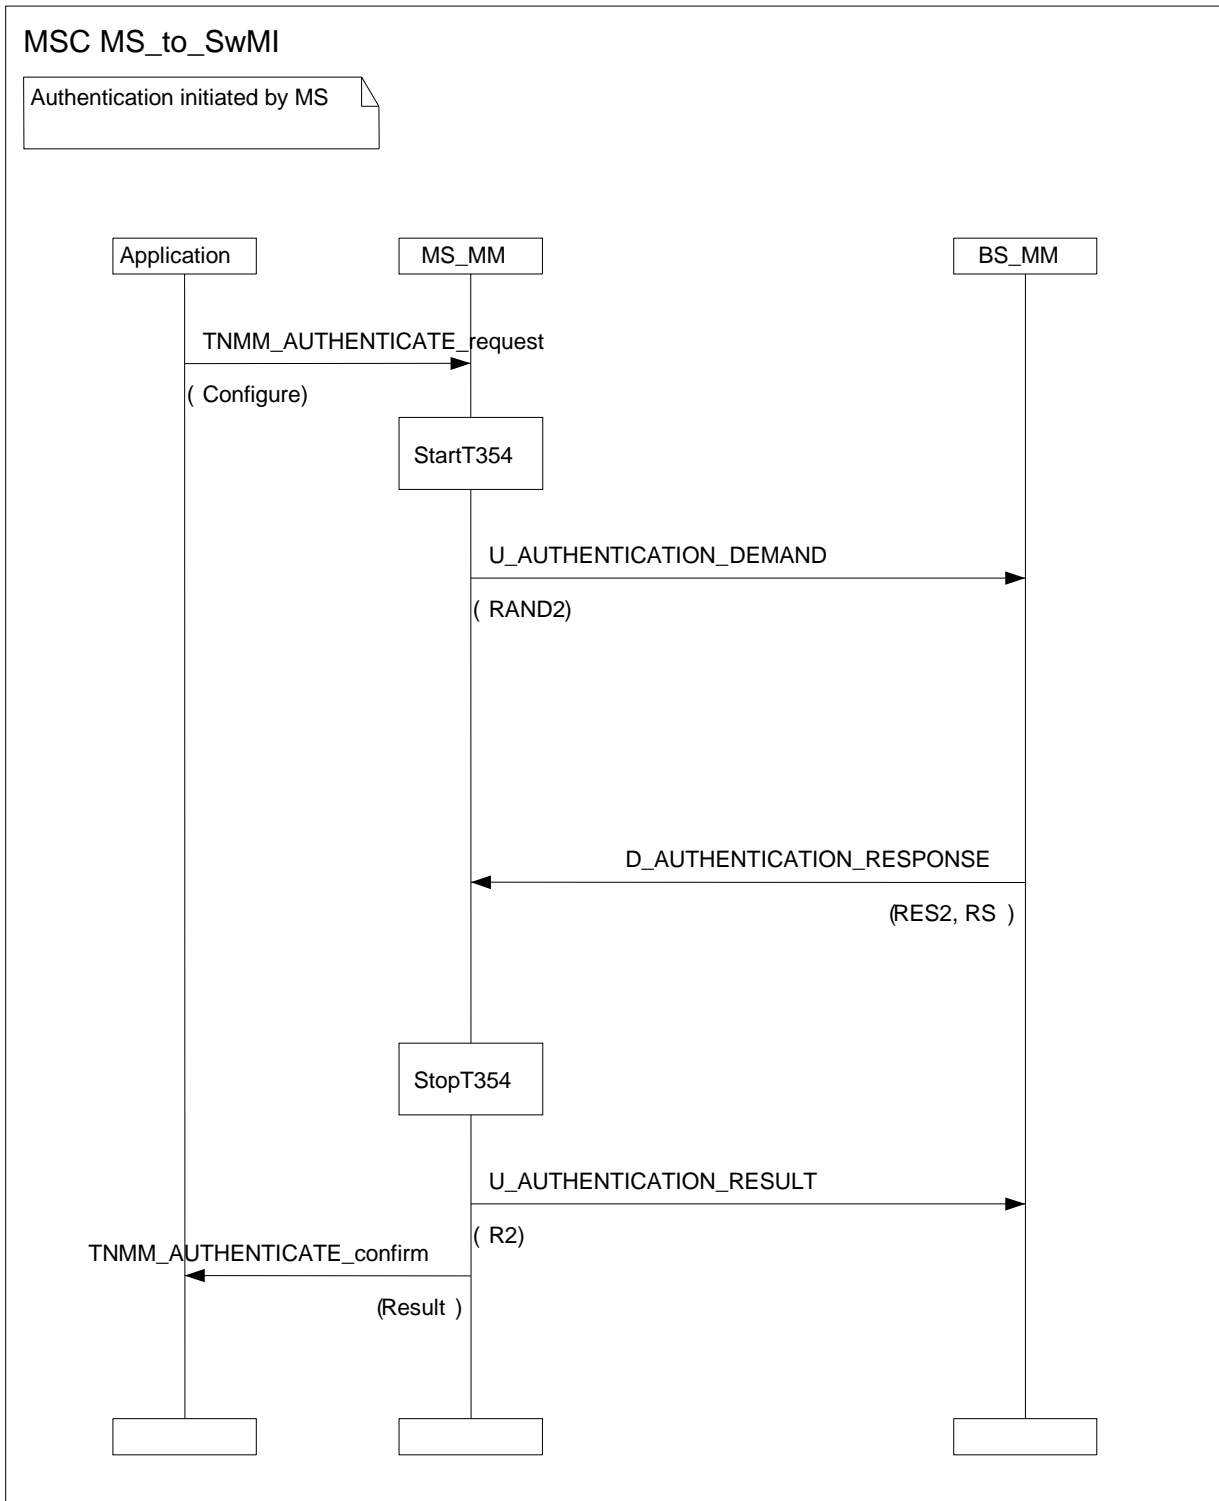 MSC MS_to_SwMI
Authentication initiated by MS
Application MS_MM BS_MM
TNMM_AUTHENTICATE_request
( Configure)
StartT354
U_AUTHENTICATION_DEMAND
( RAND2)
D_AUTHENTICATION_RESPONSE
(RES2, RS )
StopT354
U_AUTHENTICATION_RESULT
( R2)
TNMM_AUTHENTICATE_confirm
(Result )